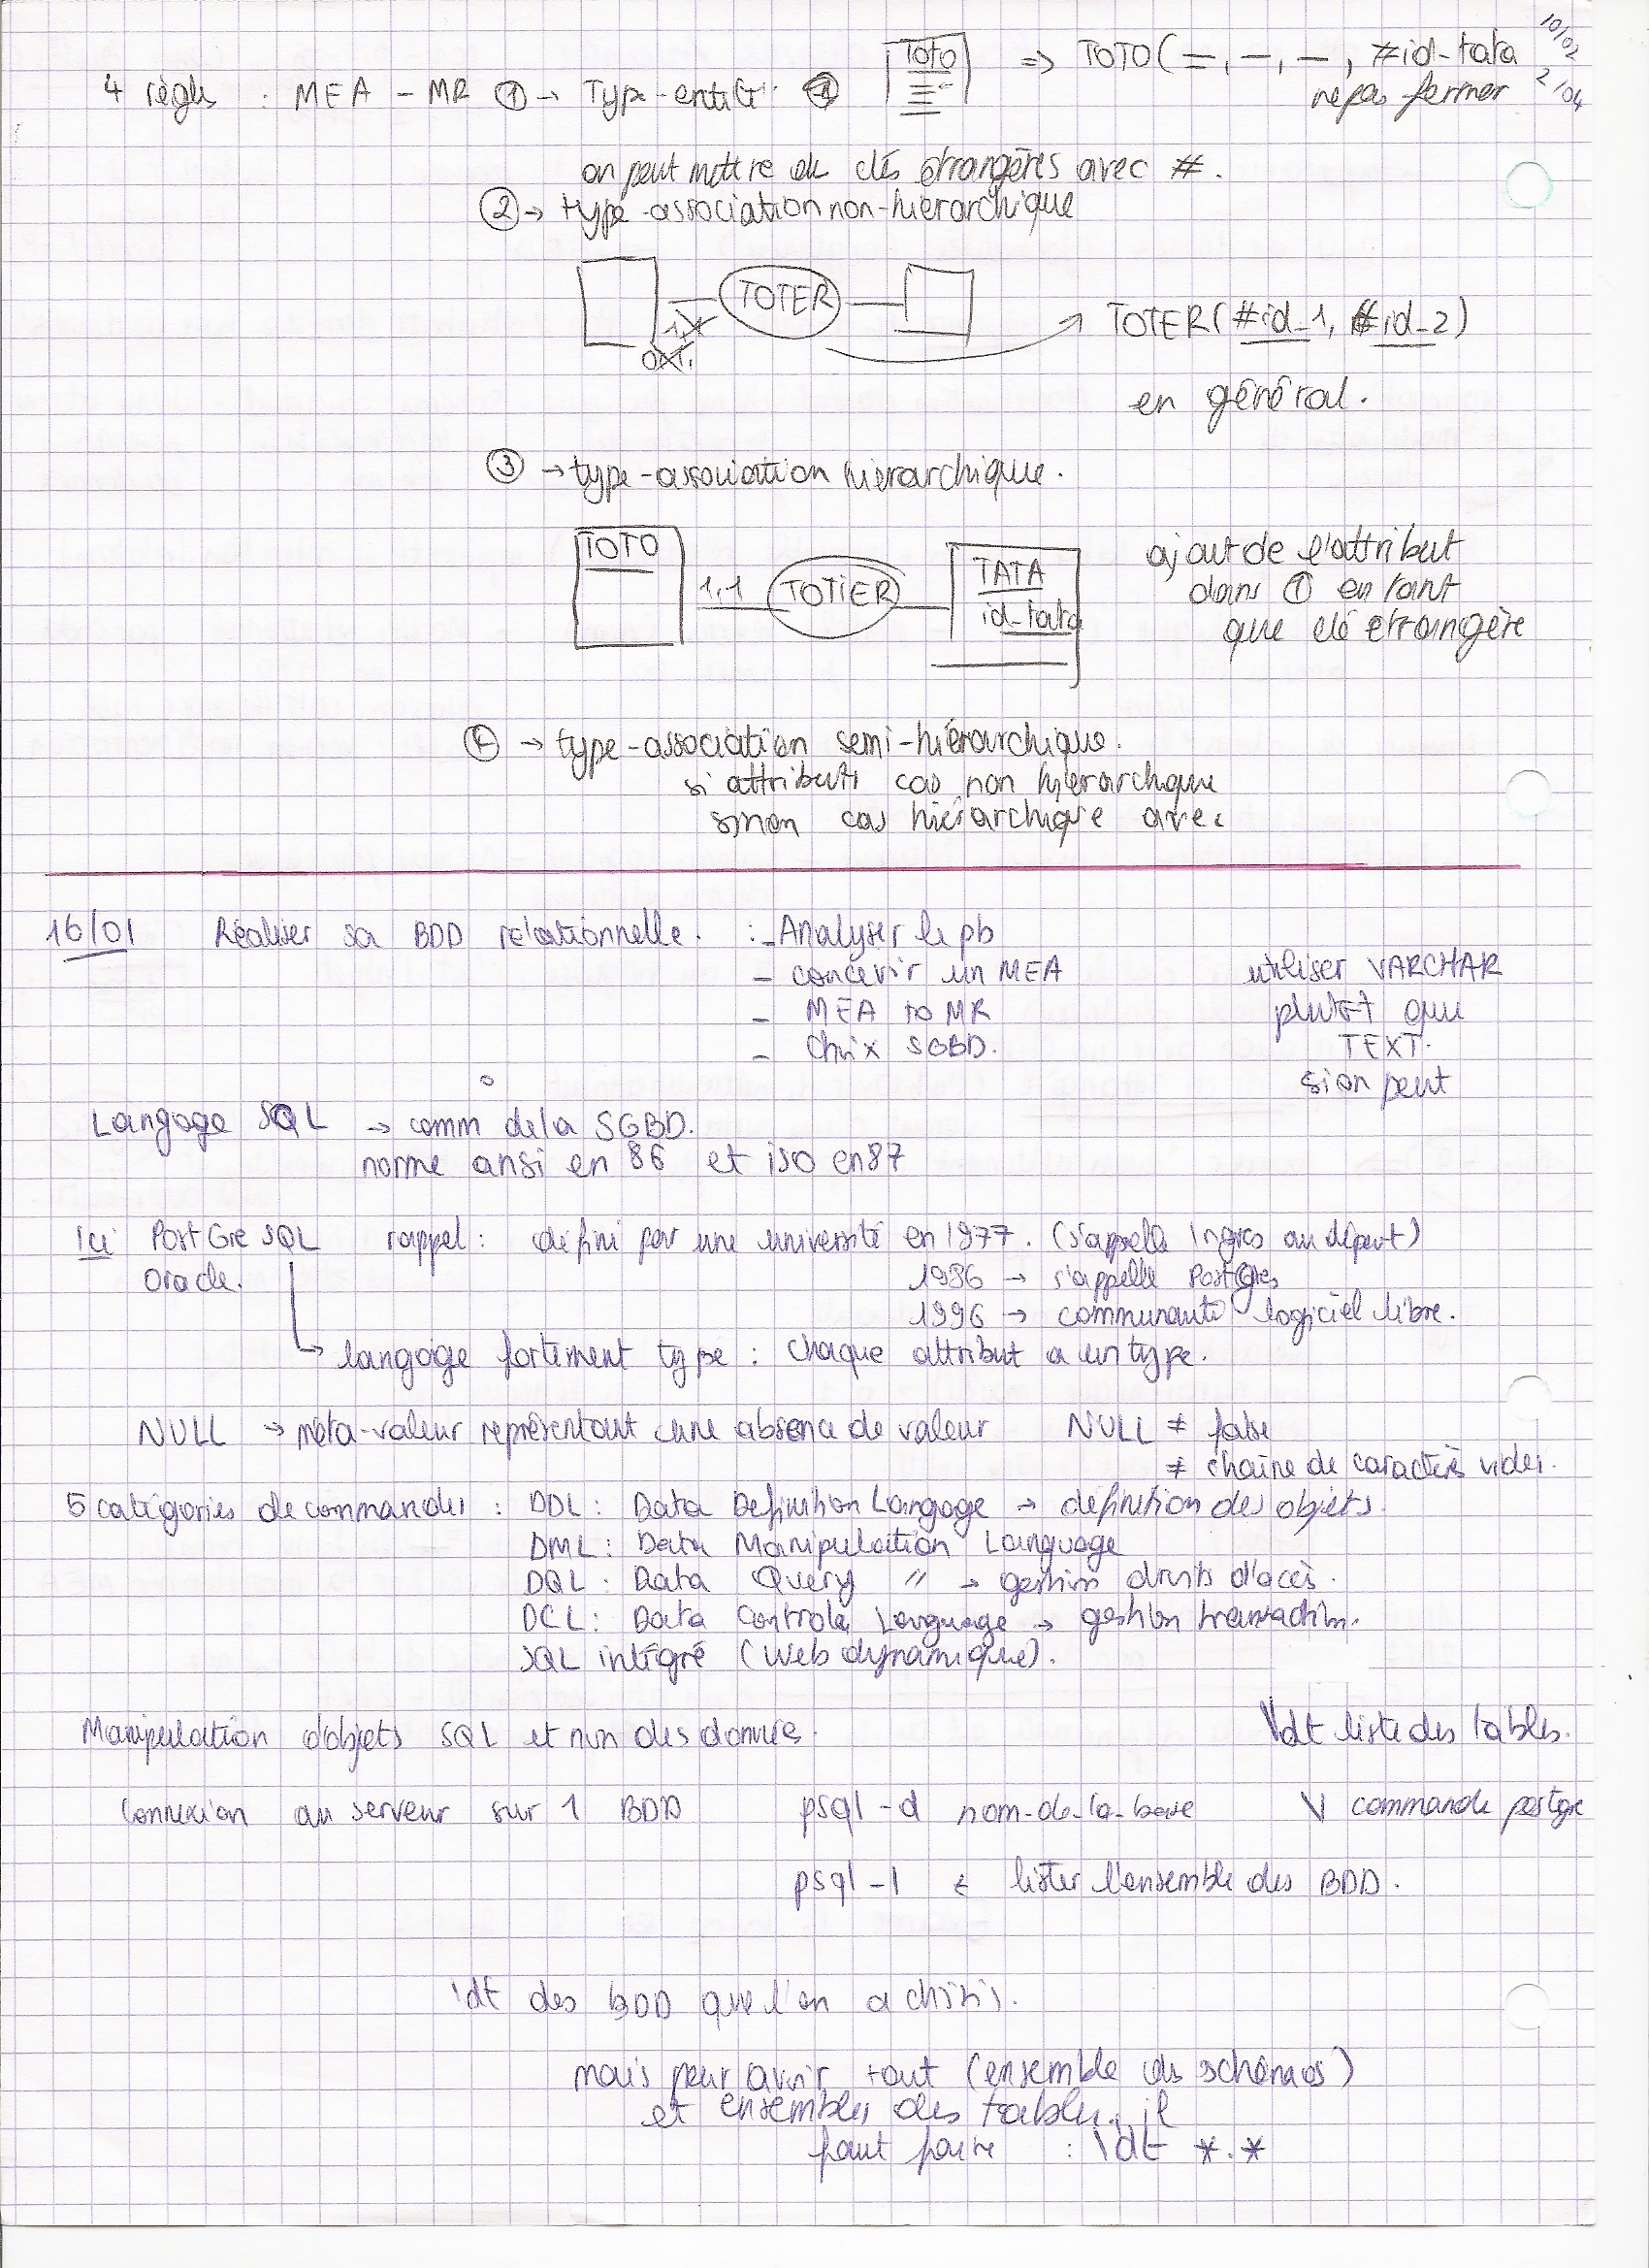 10/02
2/04
4 règles : MEA - MR ① → Type-entité ① TOTO => TOTO( =, -, -, #id-tata
ne pas fermer
on peut mettre des clés étrangères avec #.
② → type-association non-hiérarchique
TOTER
1,1
TOTER(#id_1, #id_2)
en général.
③ → type-association hiérarchique.
TOTO 1,1 TOTIER TATA
id-tata
ajout de l'attribut
dans ① en tant
que clé etrangère
④ → type-association semi-hiérarchique.
si attributs cas non hierarchique
sinon cas hiérarchique avec
16/01 Réaliser sa BDD relationnelle. : - Analyser le pb
- concevir un MEA
- MEA to MR
- Choix SGBD.
utiliser VARCHAR
plutôt que
TEXT.
si on peut
Langage SQL → comm de la SGBD.
norme ansi en 86 et iso en 87
Ici PostGreSQL rappel : défini par une université en 1977. (s'appelle Ingres au départ)
Oracle. 1986 → s'appelle PostGres
1996 → communauté logiciel libre.
↳ langage fortement type : chaque attribut a un type.
NULL → méta-valeur représentant une absence de valeur NULL ≠ false
≠ chaîne de caractères vides.
5 catégories de commandes : DDL : Data Definition Langage → définition des objets.
DML : Data Manipulation Language
DQL : Data Query " → gestion droits d'accès.
DCL : Data Controle Language → gestion transaction.
SQL intégré (Web dynamique).
Manipulation d'objets SQL et non des données. \dt liste des tables.
Connexion au serveur sur 1 BDD psql -d nom-de-la-base \ commande postgre
psql -l ← lister l'ensemble des BDD.
\dt des BDD que l'on a choisi.
mais pour avoir tout (ensemble des schémas)
et ensembles des tables, il
faut faire : \dt *.*